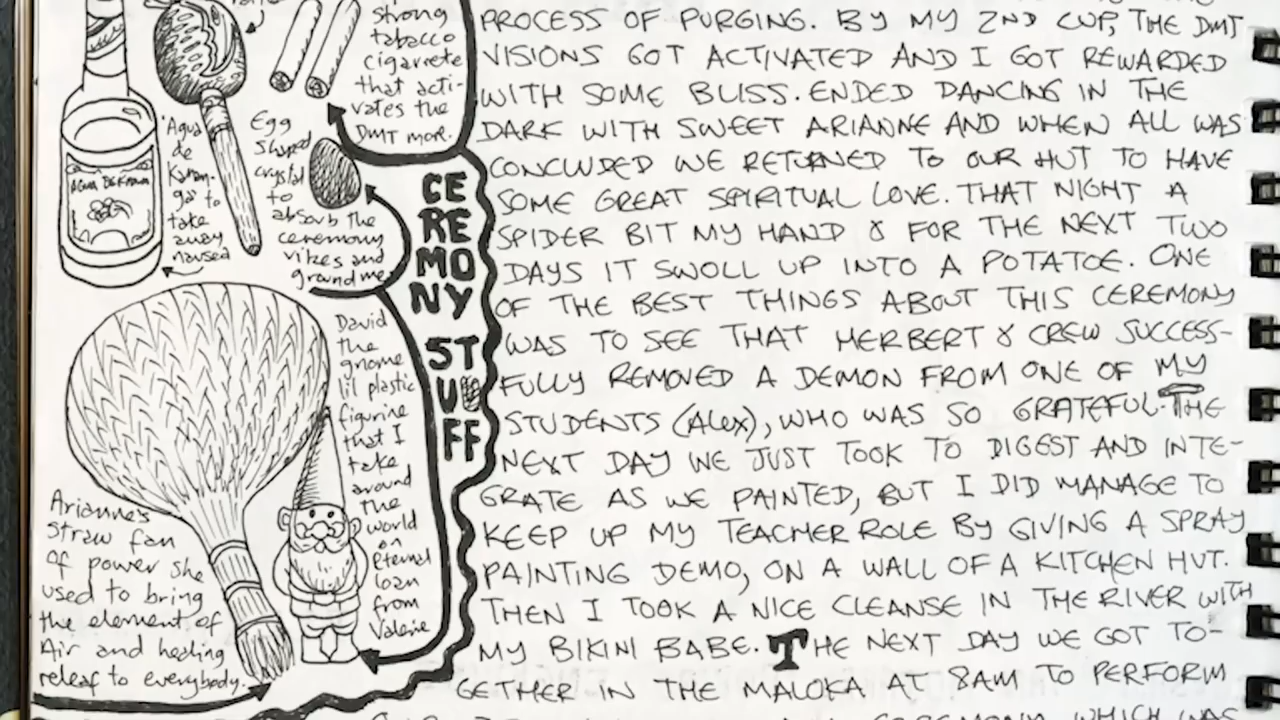 strong
tabacco
cigarrete
that acti-
vates the
DMT more.
"Agua
de
to
take
away
naused
AGUA DE
Egg
Shaped
crystal
to
absorb the
ceremony
vibes and
ground me.
CE
RE
MO
NY
ST
UU
FF
David
the
gnome
lil plastic
figurine
that I
take
around
the
world
on
Eternal
loan
from
Valerie
Arianne's
straw fan
of power she
used to bring
the element of
Air and healing
releaf to everybody.
PROCESS OF PURGING. BY MY 2ND CUP, THE DMT
VISIONS GOT ACTIVATED AND I GOT REWARDED
WITH SOME BLISS. ENDED DANCING IN THE
DARK WITH SWEET ARIANNE AND WHEN ALL WAS
CONCLUDED WE RETURNED TO OUR HUT TO HAVE
SOME GREAT SPIRITUAL LOVE. THAT NIGHT A
SPIDER BIT MY HAND & FOR THE NEXT TWO
DAYS IT SWOLL UP INTO A POTATOE. ONE
OF THE BEST THINGS ABOUT THIS CEREMONY
WAS TO SEE THAT HERBERT & CREW SUCCESS-
FULLY REMOVED A DEMON FROM ONE OF MY
STUDENTS (Alex), WHO WAS SO GRATEFUL. THE
NEXT DAY WE JUST TOOK TO DIGEST AND INTE-
GRATE AS WE PAINTED, BUT I DID MANAGE TO
KEEP UP MY TEACHER ROLE BY GIVING A SPRAY
PAINTING DEMO, ON A WALL OF A KITCHEN HUT.
THEN I TOOK A NICE CLEANSE IN THE RIVER WITH
MY BIKINI BABE. THE NEXT DAY WE GOT TO-
GETHER IN THE MALOKA AT 8AM TO PERFORM
CEREMONY, WHICH WAS